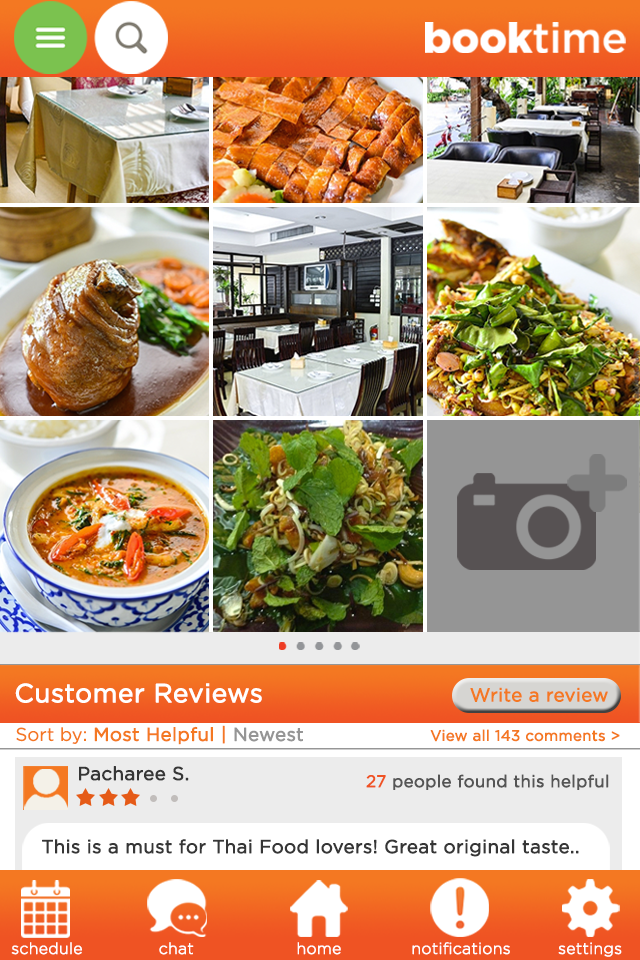 booktime
Customer Reviews
Write a review
Sort by: Most Helpful | Newest
View all 143 comments >
Pacharee S.
27 people found this helpful
This is a must for Thai Food lovers! Great original taste..
schedule
chat
home
notifications
settings